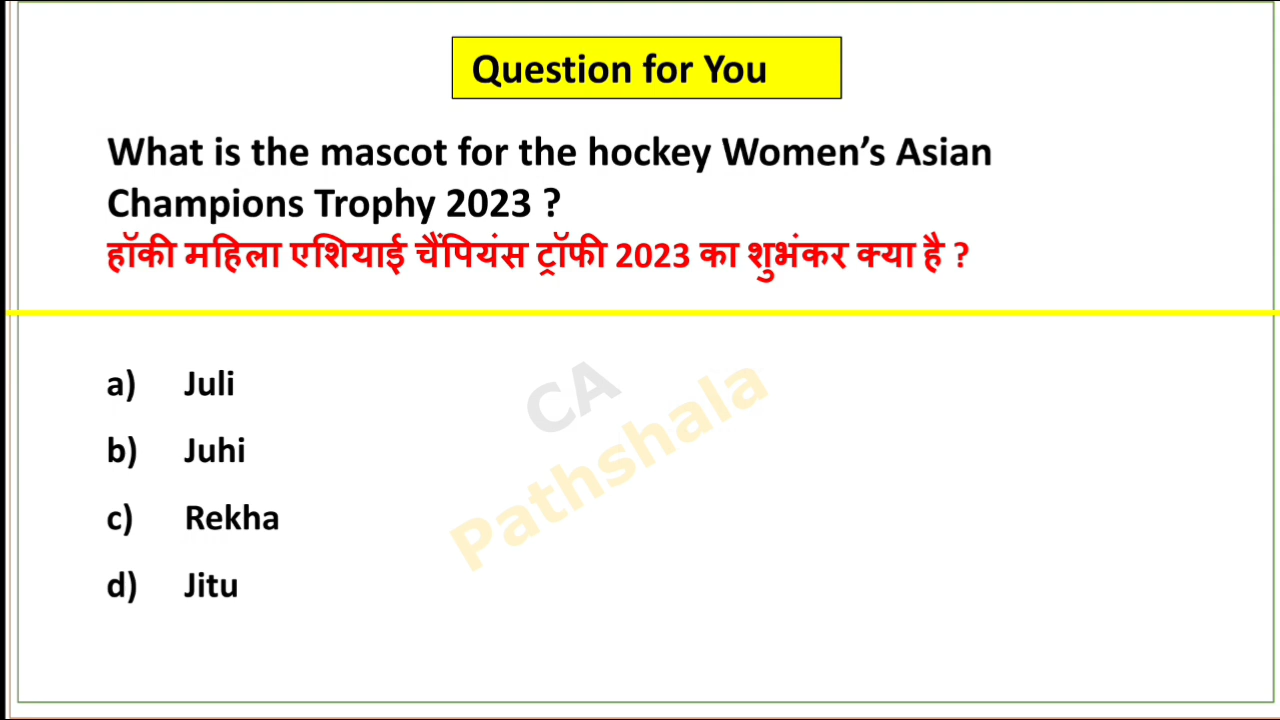 Question for You
What is the mascot for the hockey Women’s Asian
Champions Trophy 2023 ?
हॉकी महिला एशियाई चैंपियंस ट्रॉफी 2023 का शुभंकर क्या है ?
a) Juli
b) Juhi
c) Rekha
d) Jitu
CA
Pathshala